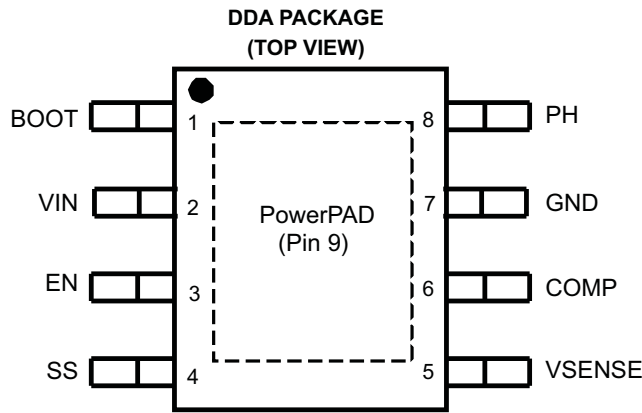 DDA PACKAGE
(TOP VIEW)
BOOT 1 8 PH
VIN 2 7 GND
PowerPAD
(Pin 9)
EN 3 6 COMP
SS 4 5 VSENSE